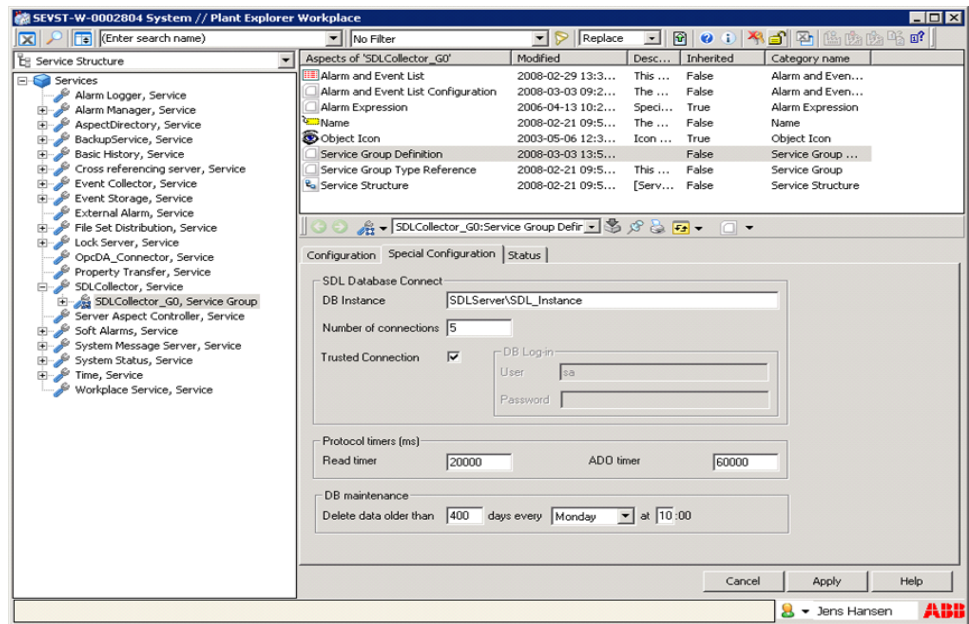 SEVST-W-0002804 System // Plant Explorer Workplace
(Enter search name)
No Filter
Replace
Service Structure
Services
Alarm Logger, Service
Alarm Manager, Service
AspectDirectory, Service
BackupService, Service
Basic History, Service
Cross referencing server, Service
Event Collector, Service
Event Storage, Service
External Alarm, Service
File Set Distribution, Service
Lock Server, Service
OpcDA_Connector, Service
Property Transfer, Service
SDLCollector, Service
SDLCollector_G0, Service Group
Server Aspect Controller, Service
Soft Alarms, Service
System Message Server, Service
System Status, Service
Time, Service
Workplace Service, Service
Aspects of 'SDLCollector_G0' Modified Desc... Inherited Category name
Alarm and Event List 2008-02-29 13:3... This ... False Alarm and Even...
Alarm and Event List Configuration 2008-03-03 09:2... The ... False Alarm and Even...
Alarm Expression 2006-04-13 10:2... Speci... True Alarm Expression
Name 2008-02-21 09:5... The ... False Name
Object Icon 2003-05-06 12:3... Icon ... True Object Icon
Service Group Definition 2008-03-03 13:5... False Service Group ...
Service Group Type Reference 2008-02-21 09:5... This ... False Service Group
Service Structure 2008-02-21 09:5... [Serv... False Service Structure
SDLCollector_G0:Service Group Defir
Configuration Special Configuration Status
SDL Database Connect
DB Instance SDLServer\SDL_Instance
Number of connections 5
Trusted Connection
DB Log-in
User sa
Password
Protocol timers (ms)
Read timer 20000 ADO timer 60000
DB maintenance
Delete data older than 400 days every Monday at 10 :00
Cancel Apply Help
Jens Hansen ABB